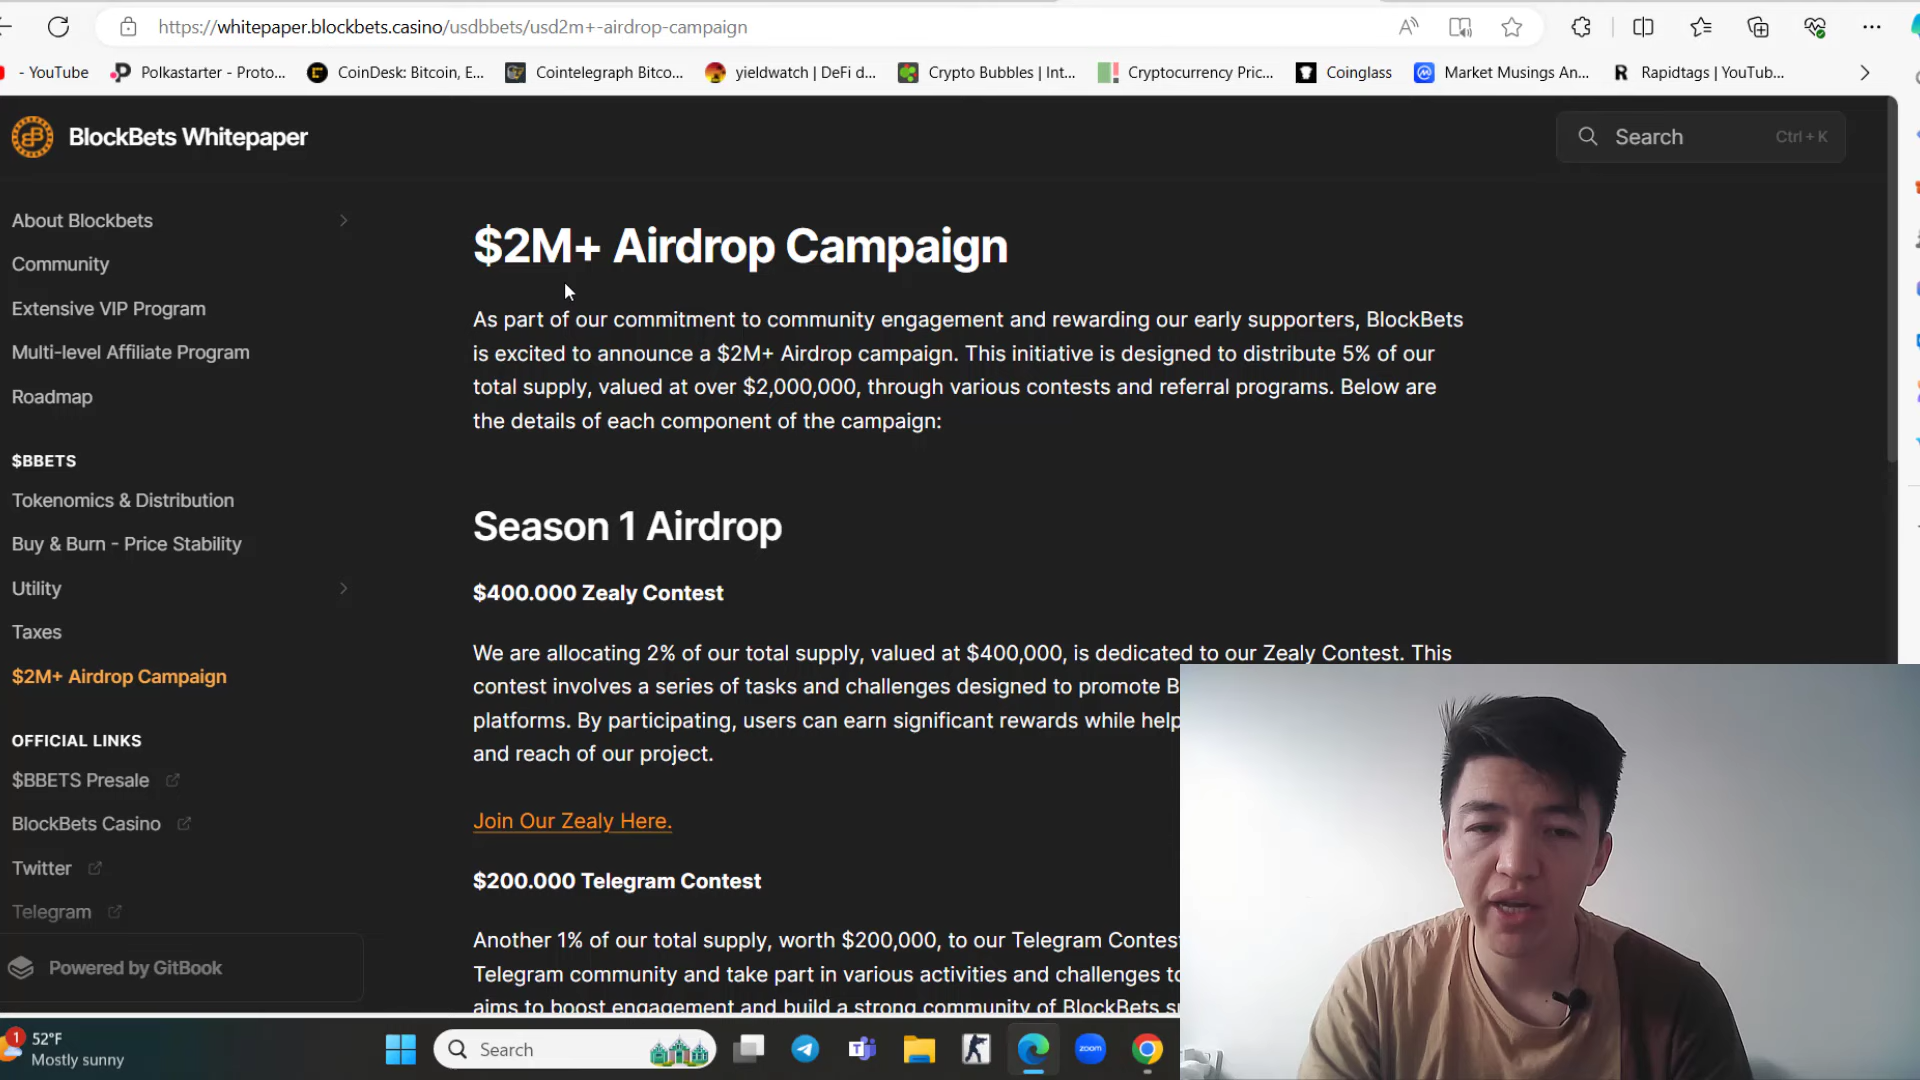 https://whitepaper.blockbets.casino/usdbbets/usd2m+-airdrop-campaign
- YouTube
Polkastarter - Proto...
CoinDesk: Bitcoin, E...
Cointelegraph Bitco...
yieldwatch | DeFi d...
Crypto Bubbles | Int...
Cryptocurrency Pric...
Coinglass
Market Musings An...
Rapidtags | YouTub...
BlockBets Whitepaper
Search
Ctrl + K
About Blockbets
Community
Extensive VIP Program
Multi-level Affiliate Program
Roadmap
$BBETS
Tokenomics & Distribution
Buy & Burn - Price Stability
Utility
Taxes
$2M+ Airdrop Campaign
OFFICIAL LINKS
$BBETS Presale
BlockBets Casino
Twitter
Telegram
Powered by GitBook
$2M+ Airdrop Campaign
As part of our commitment to community engagement and rewarding our early supporters, BlockBets
is excited to announce a $2M+ Airdrop campaign. This initiative is designed to distribute 5% of our
total supply, valued at over $2,000,000, through various contests and referral programs. Below are
the details of each component of the campaign:
Season 1 Airdrop
$400.000 Zealy Contest
We are allocating 2% of our total supply, valued at $400,000, is dedicated to our Zealy Contest. This
contest involves a series of tasks and challenges designed to promote B
platforms. By participating, users can earn significant rewards while help
and reach of our project.
Join Our Zealy Here.
$200.000 Telegram Contest
Another 1% of our total supply, worth $200,000, to our Telegram Contest
Telegram community and take part in various activities and challenges to
aims to boost engagement and build a strong community of BlockBets s
1
52°F
Mostly sunny
Search
zoom